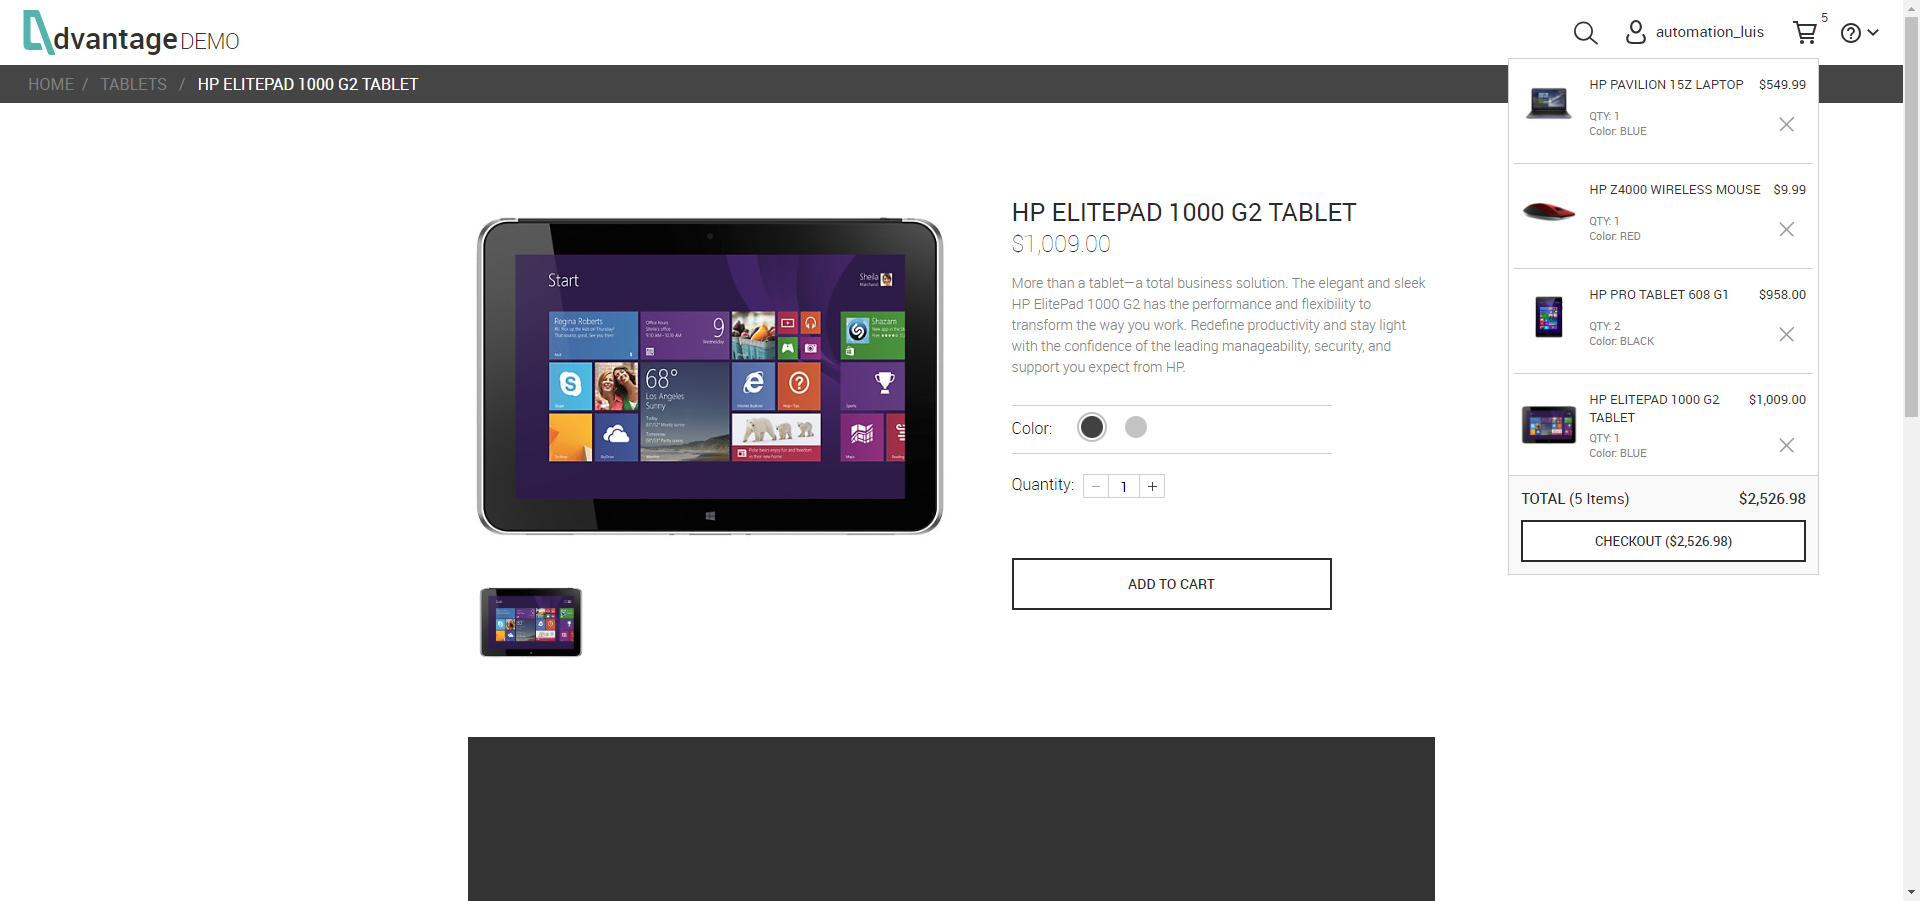 dvantage DEMO
automation_luis
5
HOME / TABLETS / HP ELITEPAD 1000 G2 TABLET
HP PAVILION 15Z LAPTOP $549.99
QTY: 1
Color: BLUE
HP Z4000 WIRELESS MOUSE $9.99
QTY: 1
Color: RED
HP PRO TABLET 608 G1 $958.00
QTY: 2
Color: BLACK
HP ELITEPAD 1000 G2 TABLET $1,009.00
QTY: 1
Color: BLUE
TOTAL (5 Items) $2,526.98
CHECKOUT ($2,526.98)
HP ELITEPAD 1000 G2 TABLET
$1,009.00
More than a tablet—a total business solution. The elegant and sleek
HP ElitePad 1000 G2 has the performance and flexibility to
transform the way you work. Redefine productivity and stay light
with the confidence of the leading manageability, security, and
support you expect from HP.
Color:
Quantity: − 1 +
ADD TO CART
Start
Sheila
Regina Roberts
9
Wednesday
Shazam
68°
Los Angeles
Sunny
Today
Tomorrow